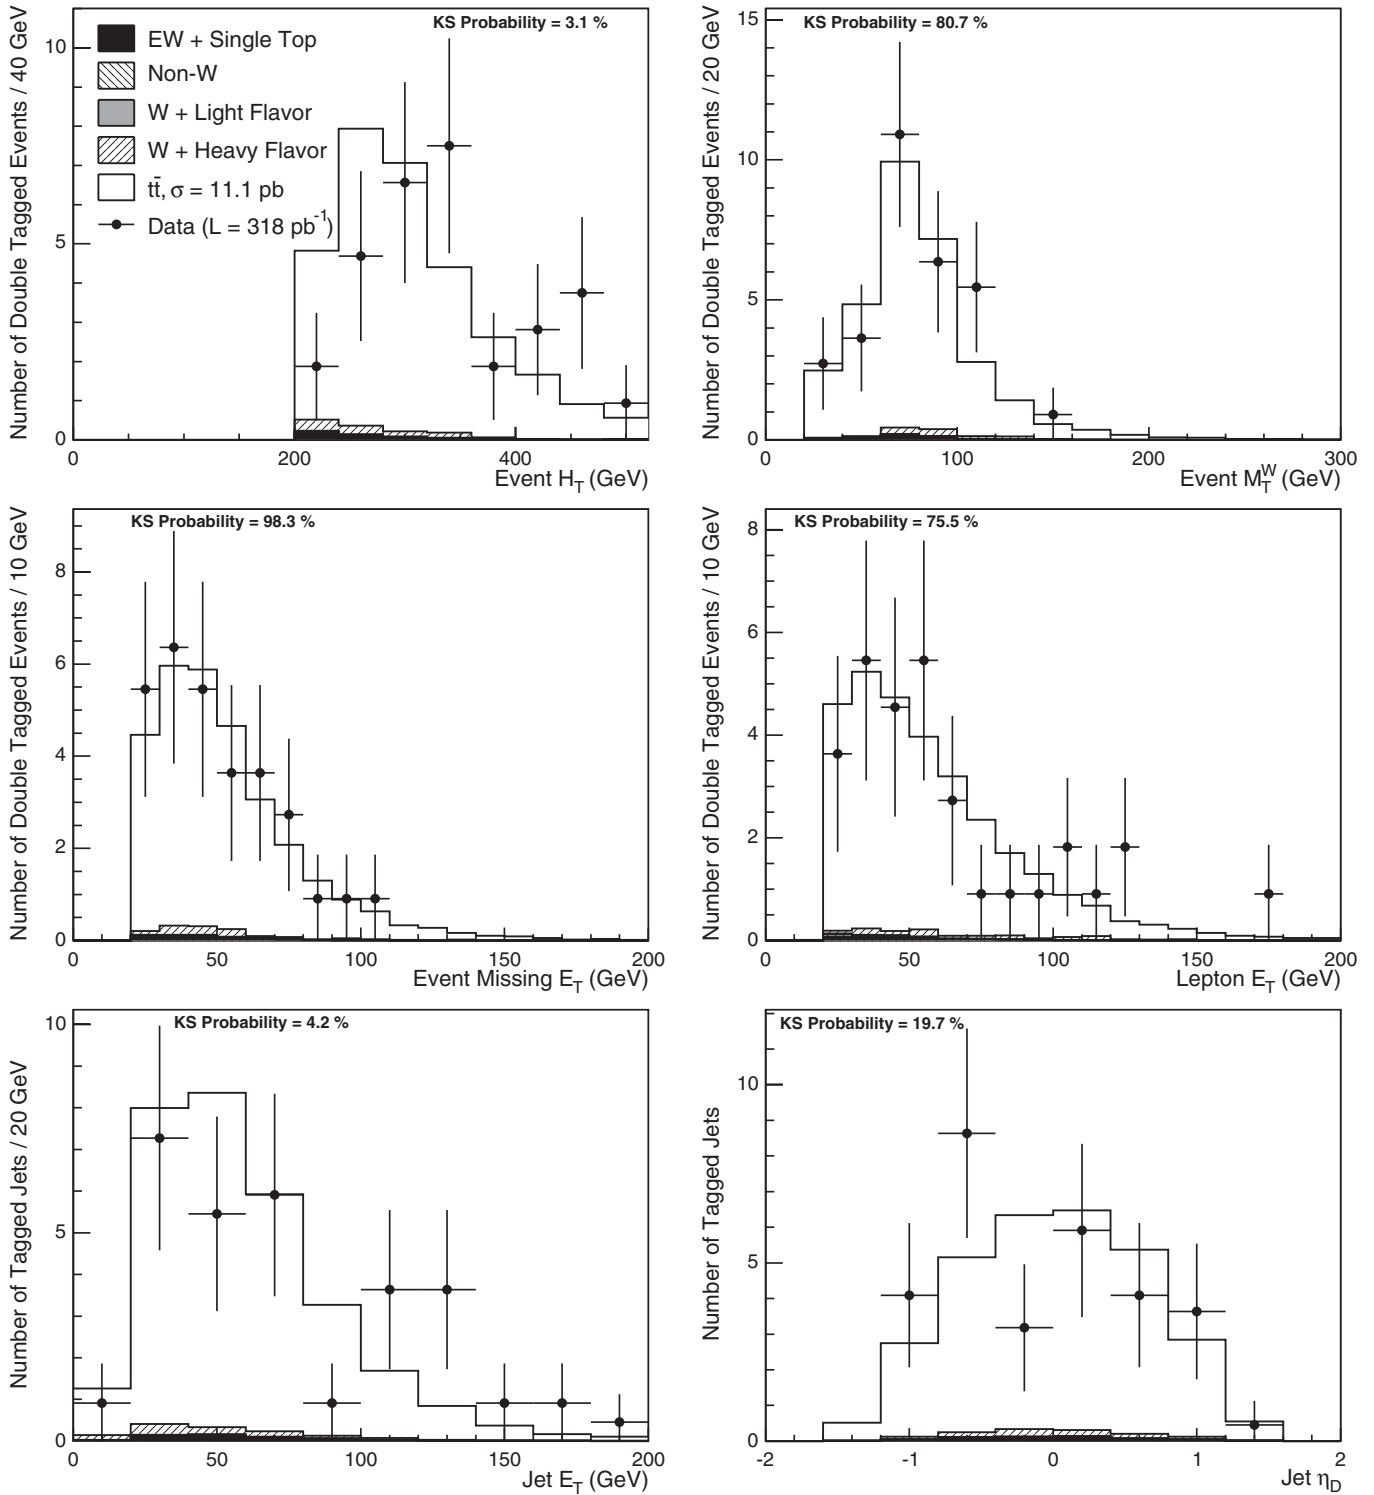 KS Probability = 3.1 %
Number of Double Tagged Events / 40 GeV
EW + Single Top
Non-W
W + Light Flavor
W + Heavy Flavor
tt̄, σ = 11.1 pb
Data (L = 318 pb⁻¹)
10
5
0
0 200 400
Event H_T (GeV)
KS Probability = 80.7 %
Number of Double Tagged Events / 20 GeV
15
10
5
0
0 100 200 300
Event M_T^W (GeV)
KS Probability = 98.3 %
Number of Double Tagged Events / 10 GeV
8
6
4
2
0
0 50 100 150 200
Event Missing E_T (GeV)
KS Probability = 75.5 %
Number of Double Tagged Events / 10 GeV
8
6
4
2
0
0 50 100 150 200
Lepton E_T (GeV)
KS Probability = 4.2 %
Number of Tagged Jets / 20 GeV
10
5
0
0 50 100 150 200
Jet E_T (GeV)
KS Probability = 19.7 %
Number of Tagged Jets
10
5
0
-2 -1 0 1 2
Jet η_D